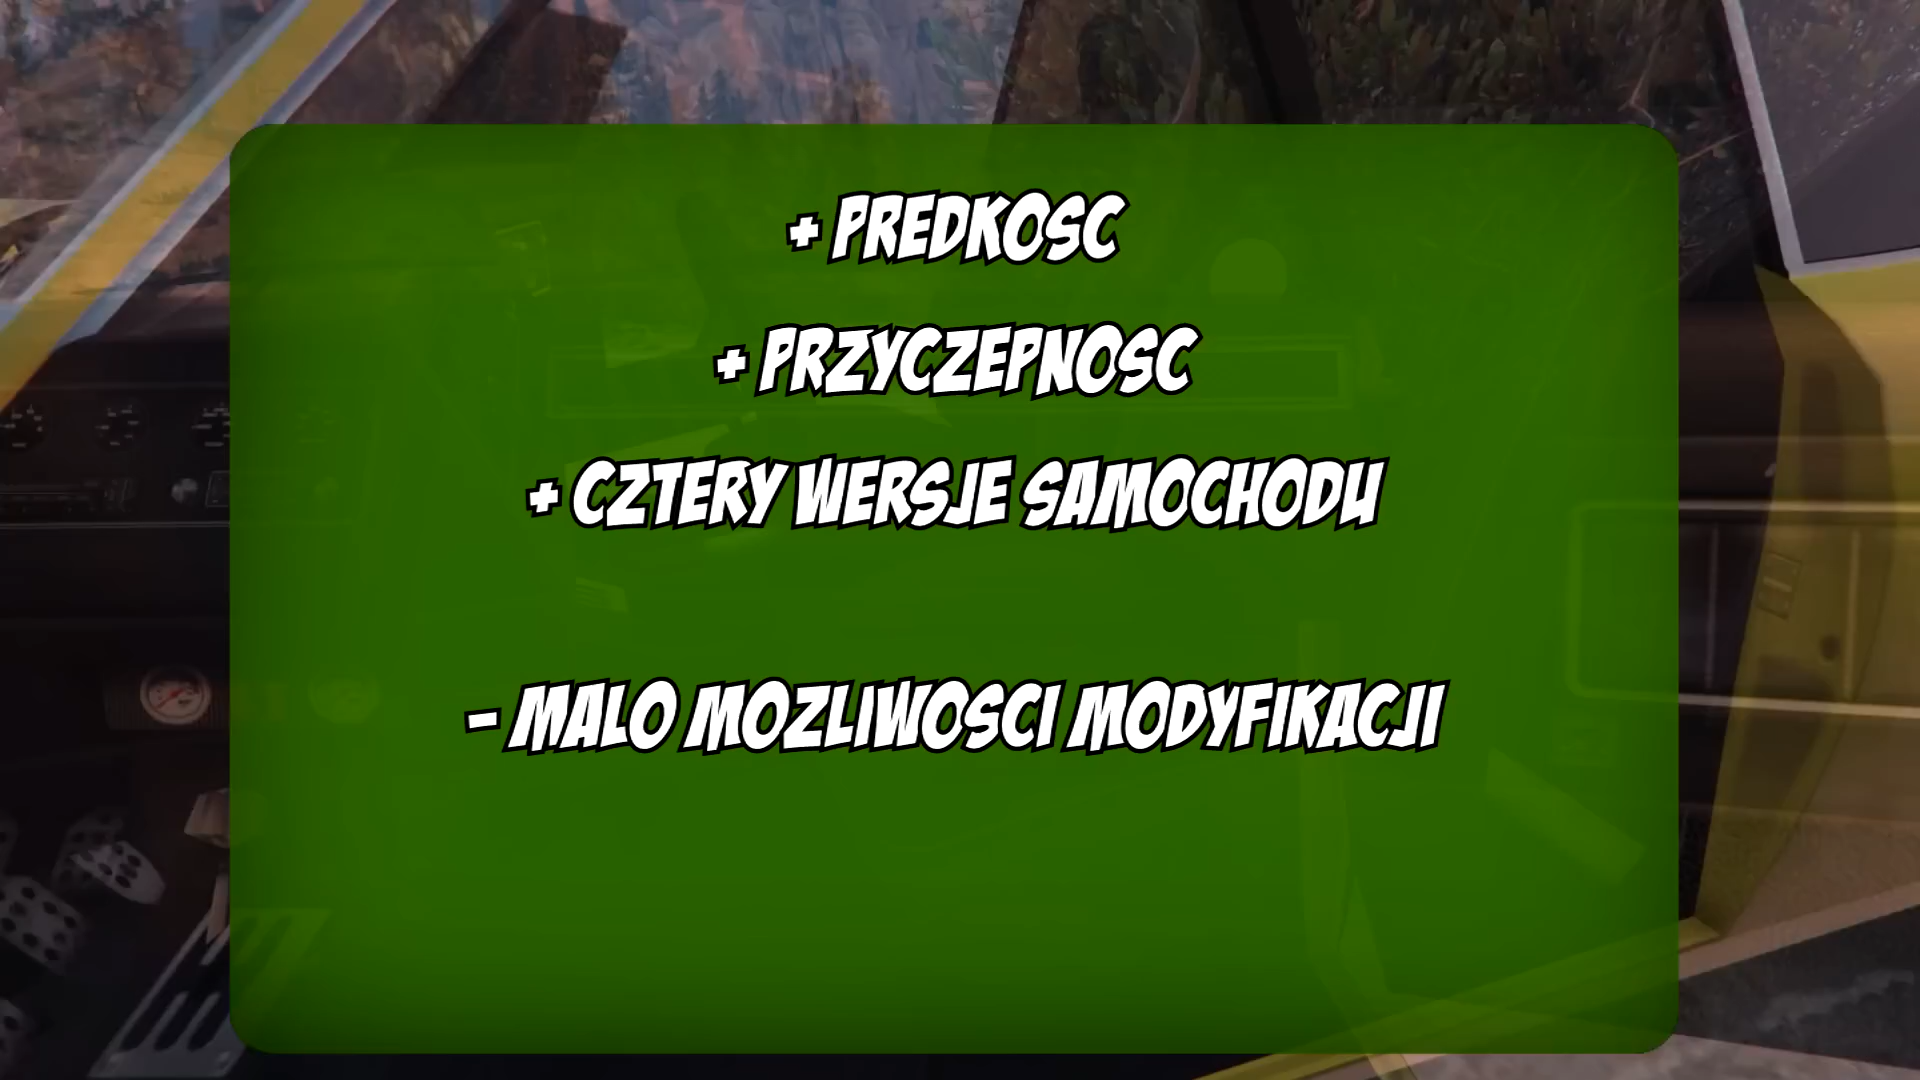 + PREDKOSC
+ PRZYCZEPNOSC
+ CZTERY WERSJE SAMOCHODU
- MALO MOZLIWOSCI MODYFIKACJI